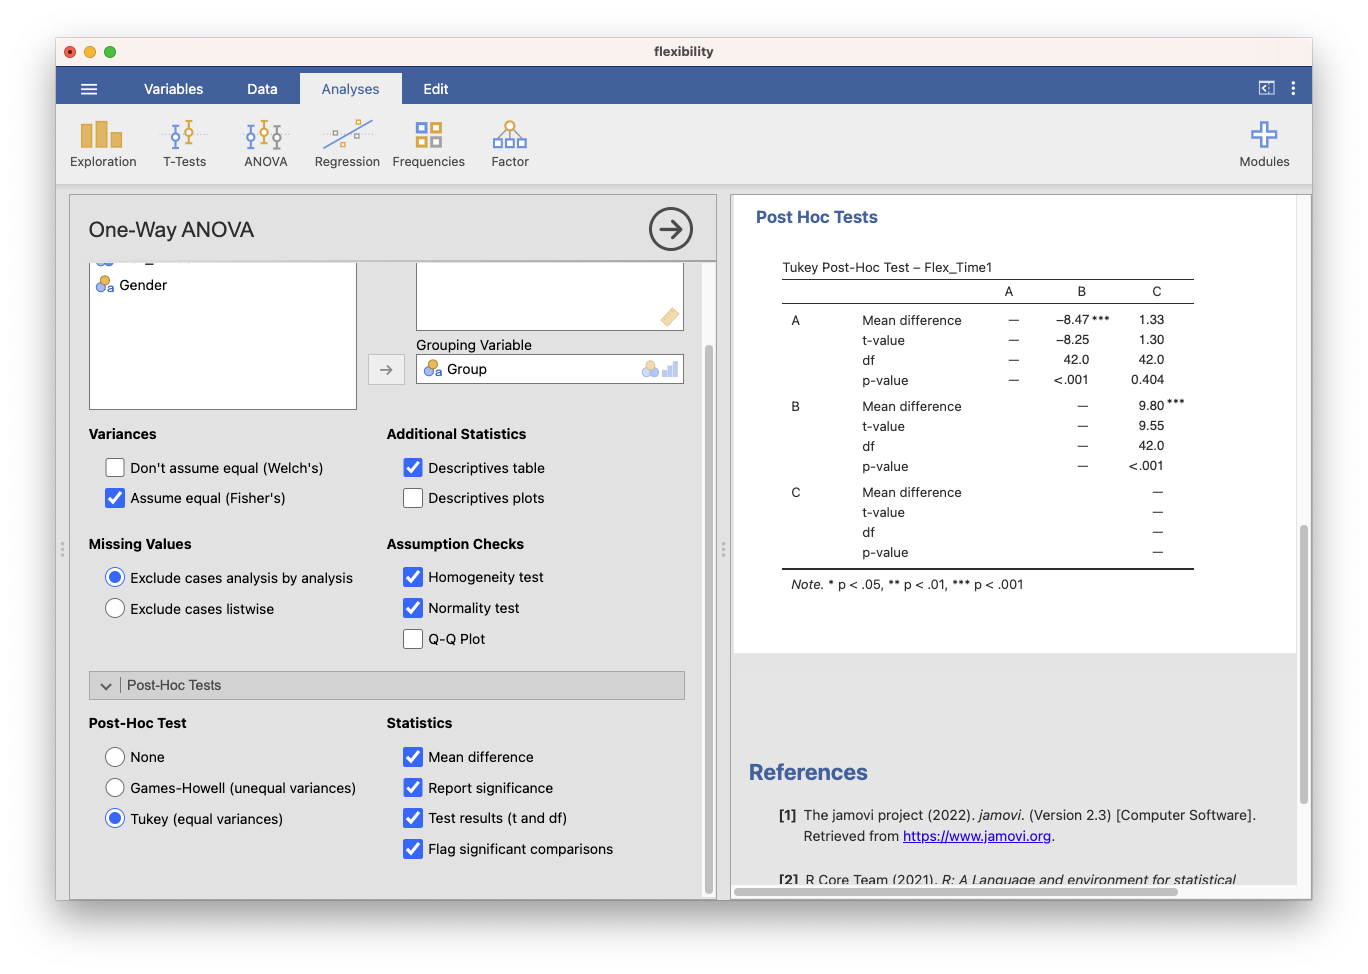 flexibility
Variables Data Analyses Edit
Exploration T-Tests ANOVA Regression Frequencies Factor Modules
One-Way ANOVA
Gender
Grouping Variable
Group
Variances
Don't assume equal (Welch's)
Assume equal (Fisher's)
Additional Statistics
Descriptives table
Descriptives plots
Missing Values
Exclude cases analysis by analysis
Exclude cases listwise
Assumption Checks
Homogeneity test
Normality test
Q-Q Plot
Post-Hoc Tests
Post-Hoc Test
None
Games-Howell (unequal variances)
Tukey (equal variances)
Statistics
Mean difference
Report significance
Test results (t and df)
Flag significant comparisons
Post Hoc Tests
Tukey Post-Hoc Test – Flex_Time1
A B C
A Mean difference — −8.47 *** 1.33
t-value — −8.25 1.30
df — 42.0 42.0
p-value — <.001 0.404
B Mean difference — 9.80 ***
t-value — 9.55
df — 42.0
p-value — <.001
C Mean difference —
t-value —
df —
p-value —
Note. * p < .05, ** p < .01, *** p < .001
References
[1] The jamovi project (2022). jamovi. (Version 2.3) [Computer Software].
Retrieved from https://www.jamovi.org.
[2] R Core Team (2021). R: A Language and environment for statistical